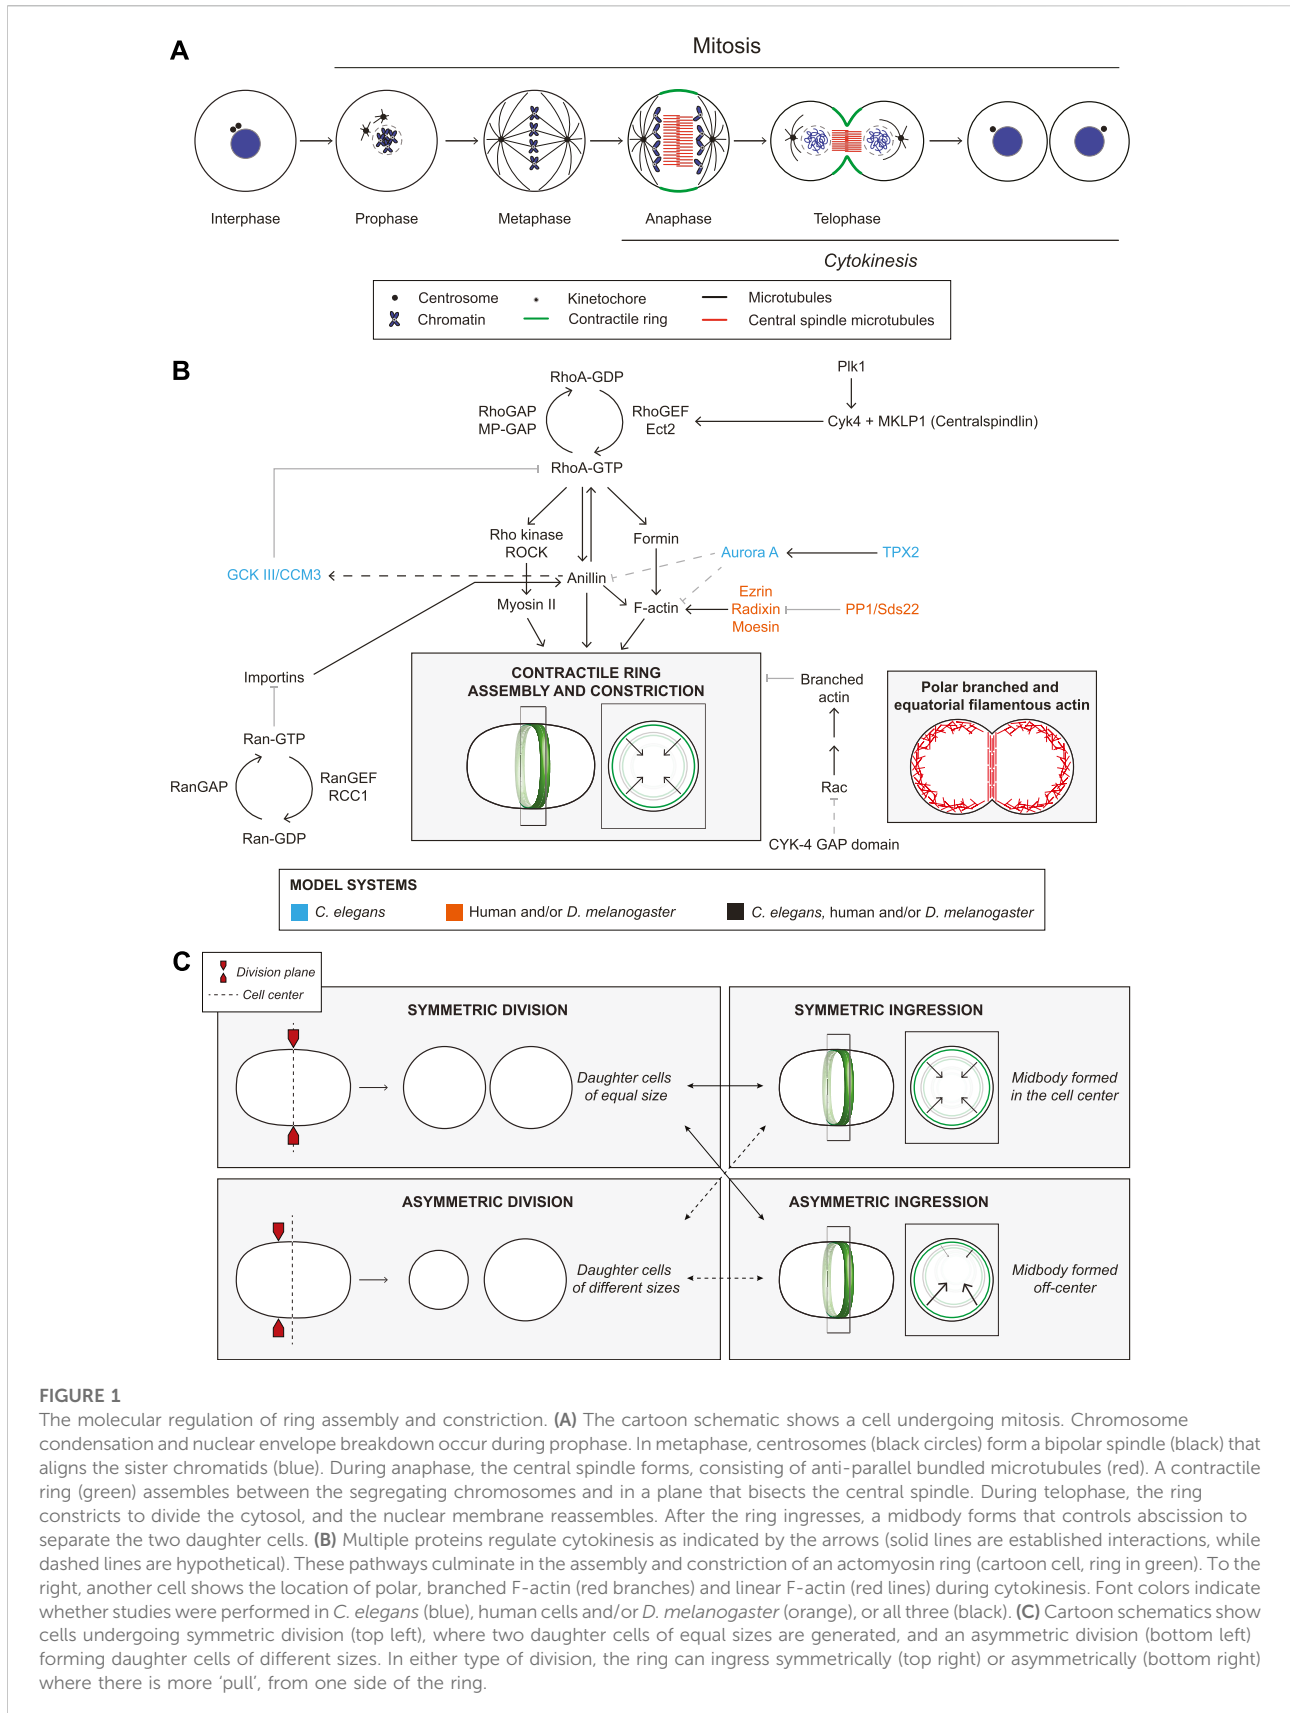 A
Mitosis
Interphase
Prophase
Metaphase
Anaphase
Telophase
Cytokinesis
Centrosome
Kinetochore
Microtubules
Chromatin
Contractile ring
Central spindle microtubules
B
RhoA-GDP
Plk1
RhoGAP
MP-GAP
RhoGEF
Ect2
Cyk4 + MKLP1 (Centralspindlin)
RhoA-GTP
Rho kinase
ROCK
Formin
Aurora A
TPX2
GCK III/CCM3
Anillin
Myosin II
F-actin
Ezrin
Radixin
Moesin
PP1/Sds22
Importins
Ran-GTP
RanGAP
RanGEF
RCC1
Ran-GDP
CONTRACTILE RING
ASSEMBLY AND CONSTRICTION
Branched
actin
Rac
CYK-4 GAP domain
Polar branched and
equatorial filamentous actin
MODEL SYSTEMS
C. elegans
Human and/or D. melanogaster
C. elegans, human and/or D. melanogaster
C
Division plane
Cell center
SYMMETRIC DIVISION
Daughter cells
of equal size
SYMMETRIC INGRESSION
Midbody formed
in the cell center
ASYMMETRIC DIVISION
Daughter cells
of different sizes
ASYMMETRIC INGRESSION
Midbody formed
off-center
FIGURE 1
The molecular regulation of ring assembly and constriction. (A) The cartoon schematic shows a cell undergoing mitosis. Chromosome
condensation and nuclear envelope breakdown occur during prophase. In metaphase, centrosomes (black circles) form a bipolar spindle (black) that
aligns the sister chromatids (blue). During anaphase, the central spindle forms, consisting of anti-parallel bundled microtubules (red). A contractile
ring (green) assembles between the segregating chromosomes and in a plane that bisects the central spindle. During telophase, the ring
constricts to divide the cytosol, and the nuclear membrane reassembles. After the ring ingresses, a midbody forms that controls abscission to
separate the two daughter cells. (B) Multiple proteins regulate cytokinesis as indicated by the arrows (solid lines are established interactions, while
dashed lines are hypothetical). These pathways culminate in the assembly and constriction of an actomyosin ring (cartoon cell, ring in green). To the
right, another cell shows the location of polar, branched F-actin (red branches) and linear F-actin (red lines) during cytokinesis. Font colors indicate
whether studies were performed in C. elegans (blue), human cells and/or D. melanogaster (orange), or all three (black). (C) Cartoon schematics show
cells undergoing symmetric division (top left), where two daughter cells of equal sizes are generated, and an asymmetric division (bottom left)
forming daughter cells of different sizes. In either type of division, the ring can ingress symmetrically (top right) or asymmetrically (bottom right)
where there is more ‘pull’, from one side of the ring.